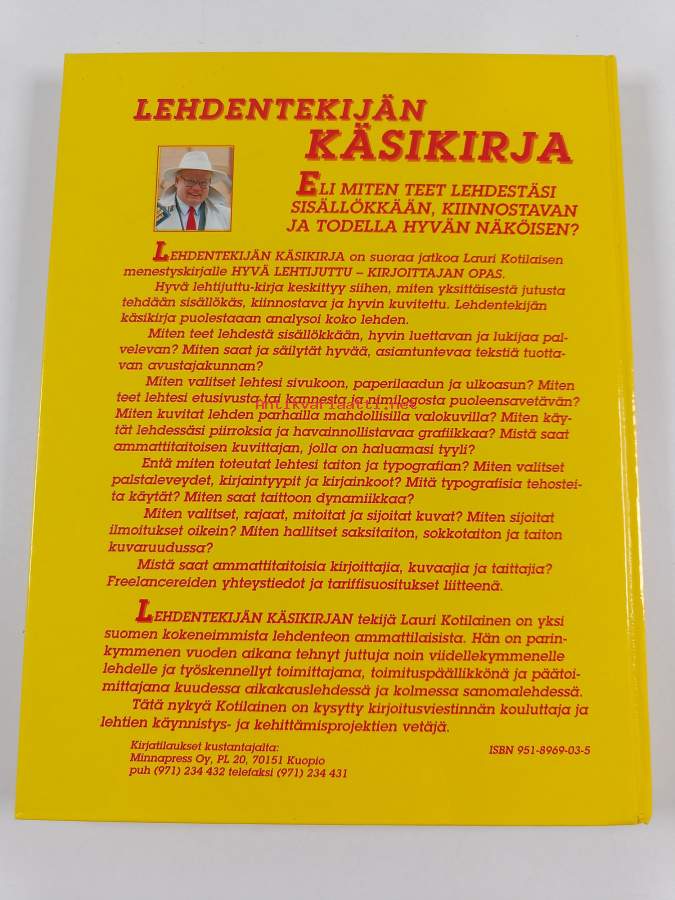 LEHDENTEKIJÄN
KÄSIKIRJA
ELI MITEN TEET LEHDESTÄSI
SISÄLLÖKKÄÄN, KIINNOSTAVAN
JA TODELLA HYVÄN NÄKÖISEN?
LEHDENTEKIJÄN KÄSIKIRJA on suoraa jatkoa Lauri Kotilaisen
menestyskirjalle HYVÄ LEHTIJUTTU – KIRJOITTAJAN OPAS.
Hyvä lehtijuttu-kirja keskittyy siihen, miten yksittäisestä jutusta
tehdään sisällökäs, kiinnostava ja hyvin kuvitettu. Lehdentekijän
käsikirja puolestaaan analysoi koko lehden.
Miten teet lehdestä sisällökkään, hyvin luettavan ja lukijaa pal-
velevan? Miten saat ja säilytät hyvää, asiantuntevaa tekstiä tuotta-
van avustajakunnan?
Miten valitset lehtesi sivukoon, paperilaadun ja ulkoasun? Miten
teet lehtesi etusivusta tai kannesta ja nimilogosta puoleensavetävän?
Antikvariaatti.net
Miten kuvitat lehden parhailla mahdollisilla valokuvilla? Miten käy-
tät lehdessäsi piirroksia ja havainnollistavaa grafiikkaa? Mistä saat
ammattitaitoisen kuvittajan, jolla on haluamasi tyyli?
Entä miten toteutat lehtesi taiton ja typografian? Miten valitset
palstaleveydet, kirjaintyypit ja kirjainkoot? Mitä typografisia tehostei-
ta käytät? Miten saat taittoon dynamiikkaa?
Miten valitset, rajaat, mitoitat ja sijoitat kuvat? Miten sijoitat
ilmoitukset oikein? Miten hallitset saksitaiton, sokkotaiton ja taiton
kuvaruudussa?
Mistä saat ammattitaitoisia kirjoittajia, kuvaajia ja taittajia?
Freelancereiden yhteystiedot ja tariffisuositukset liitteenä.
LEHDENTEKIJÄN KÄSIKIRJAN tekijä Lauri Kotilainen on yksi
suomen kokeneimmista lehdenteon ammattilaisista. Hän on parin-
kymmenen vuoden aikana tehnyt juttuja noin viidellekymmenelle
lehdelle ja työskennellyt toimittajana, toimituspäällikkönä ja päätoi-
mittajana kuudessa aikakauslehdessä ja kolmessa sanomalehdessä.
Tätä nykyä Kotilainen on kysytty kirjoitusviestinnän kouluttaja ja
lehtien käynnistys- ja kehittämisprojektien vetäjä.
Kirjatilaukset kustantajalta:
Minnapress Oy, PL 20, 70151 Kuopio
puh (971) 234 432 telefaksi (971) 234 431
ISBN 951-8969-03-5